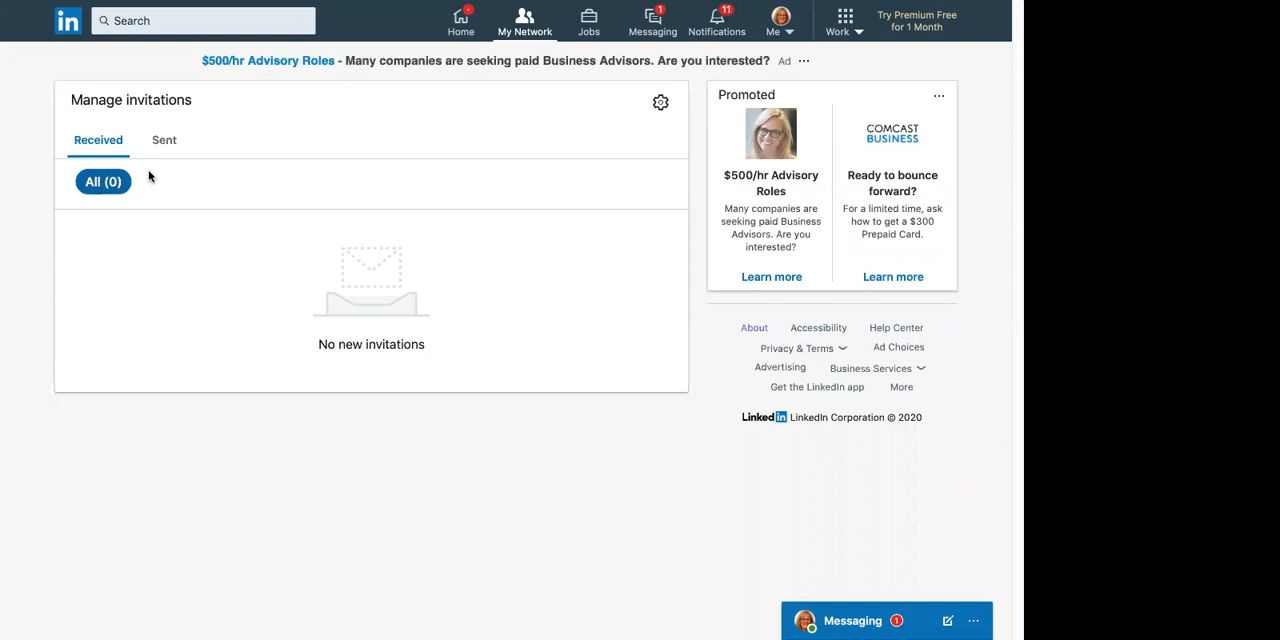 in Search Home My Network Jobs 1 Messaging 11 Notifications Me Work Try Premium Free
for 1 Month
$500/hr Advisory Roles - Many companies are seeking paid Business Advisors. Are you interested? Ad ...
Manage invitations
Received Sent
All (0)
No new invitations
Promoted ...
$500/hr Advisory
Roles
Many companies are
seeking paid Business
Advisors. Are you
interested?
Learn more
COMCAST
BUSINESS
Ready to bounce
forward?
For a limited time, ask
how to get a $300
Prepaid Card.
Learn more
About Accessibility Help Center
Privacy & Terms Ad Choices
Advertising Business Services
Get the LinkedIn app More
Linkedin LinkedIn Corporation © 2020
Messaging 1 ...